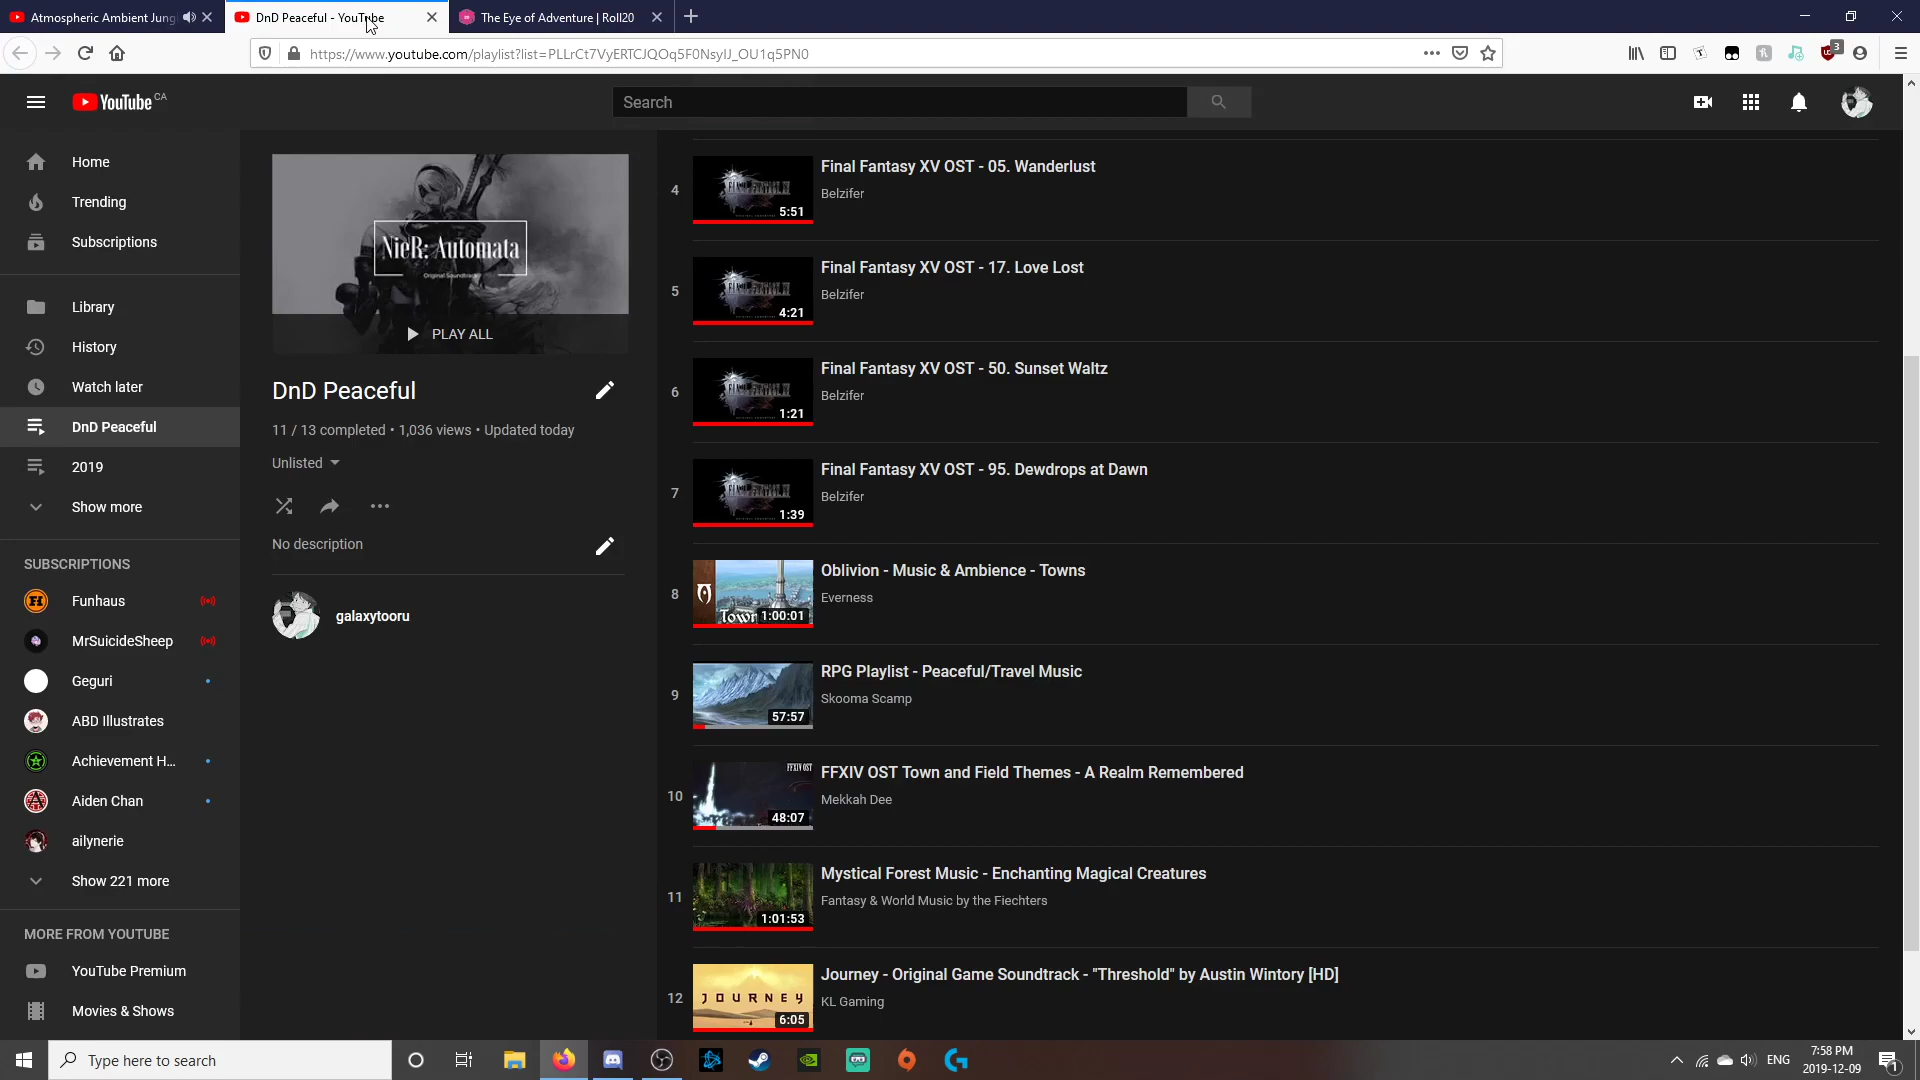 Atmospheric Ambient Jung
DnD Peaceful - YouTube
The Eye of Adventure | Roll20
https://www.youtube.com/playlist?list=PLLrCt7VyERTCJQOq5F0NsyIJ_OU1q5PN0
3
YouTube CA
Search
Home
Trending
Subscriptions
Library
History
Watch later
DnD Peaceful
2019
Show more
SUBSCRIPTIONS
Funhaus
MrSuicideSheep
Geguri
ABD Illustrates
Achievement H...
Aiden Chan
ailynerie
Show 221 more
MORE FROM YOUTUBE
YouTube Premium
Movies & Shows
NieR: Automata
Original Soundtrack
PLAY ALL
DnD Peaceful
11 / 13 completed • 1,036 views • Updated today
Unlisted
No description
galaxytooru
4
5:51
Final Fantasy XV OST - 05. Wanderlust
Belzifer
5
4:21
Final Fantasy XV OST - 17. Love Lost
Belzifer
6
1:21
Final Fantasy XV OST - 50. Sunset Waltz
Belzifer
7
1:39
Final Fantasy XV OST - 95. Dewdrops at Dawn
Belzifer
8
Town
1:00:01
Oblivion - Music & Ambience - Towns
Everness
9
57:57
RPG Playlist - Peaceful/Travel Music
Skooma Scamp
10
FFXIV OST
48:07
FFXIV OST Town and Field Themes - A Realm Remembered
Mekkah Dee
11
1:01:53
Mystical Forest Music - Enchanting Magical Creatures
Fantasy & World Music by the Fiechters
12
JOURNEY
6:05
Journey - Original Game Soundtrack - "Threshold" by Austin Wintory [HD]
KL Gaming
Type here to search
ENG
7:58 PM
2019-12-09
1